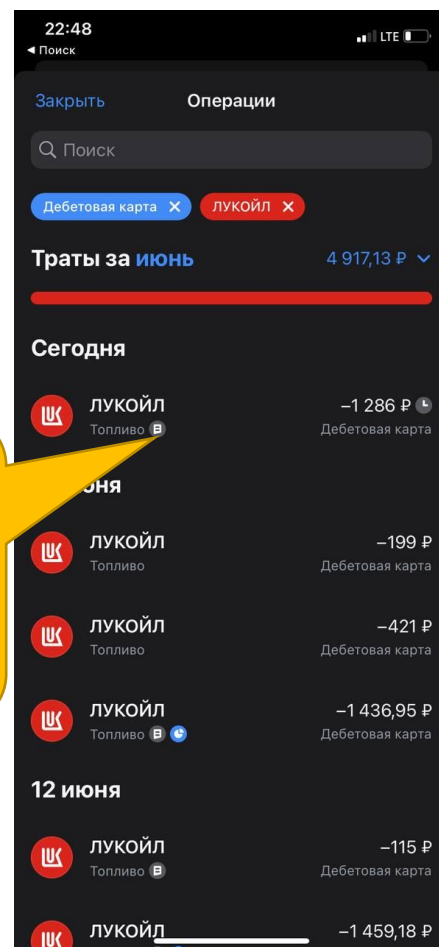 22:48
LTE
◀ Поиск
Закрыть Операции
Поиск
Дебетовая карта × ЛУКОЙЛ ×
Траты за июнь 4 917,13 ₽
Сегодня
ЛУКОЙЛ –1 286 ₽
Топливо Дебетовая карта
юня
ЛУКОЙЛ –199 ₽
Топливо Дебетовая карта
ЛУКОЙЛ –421 ₽
Топливо Дебетовая карта
ЛУКОЙЛ –1 436,95 ₽
Топливо Дебетовая карта
12 июня
ЛУКОЙЛ –115 ₽
Топливо Дебетовая карта
ЛУКОЙЛ –1 459,18 ₽